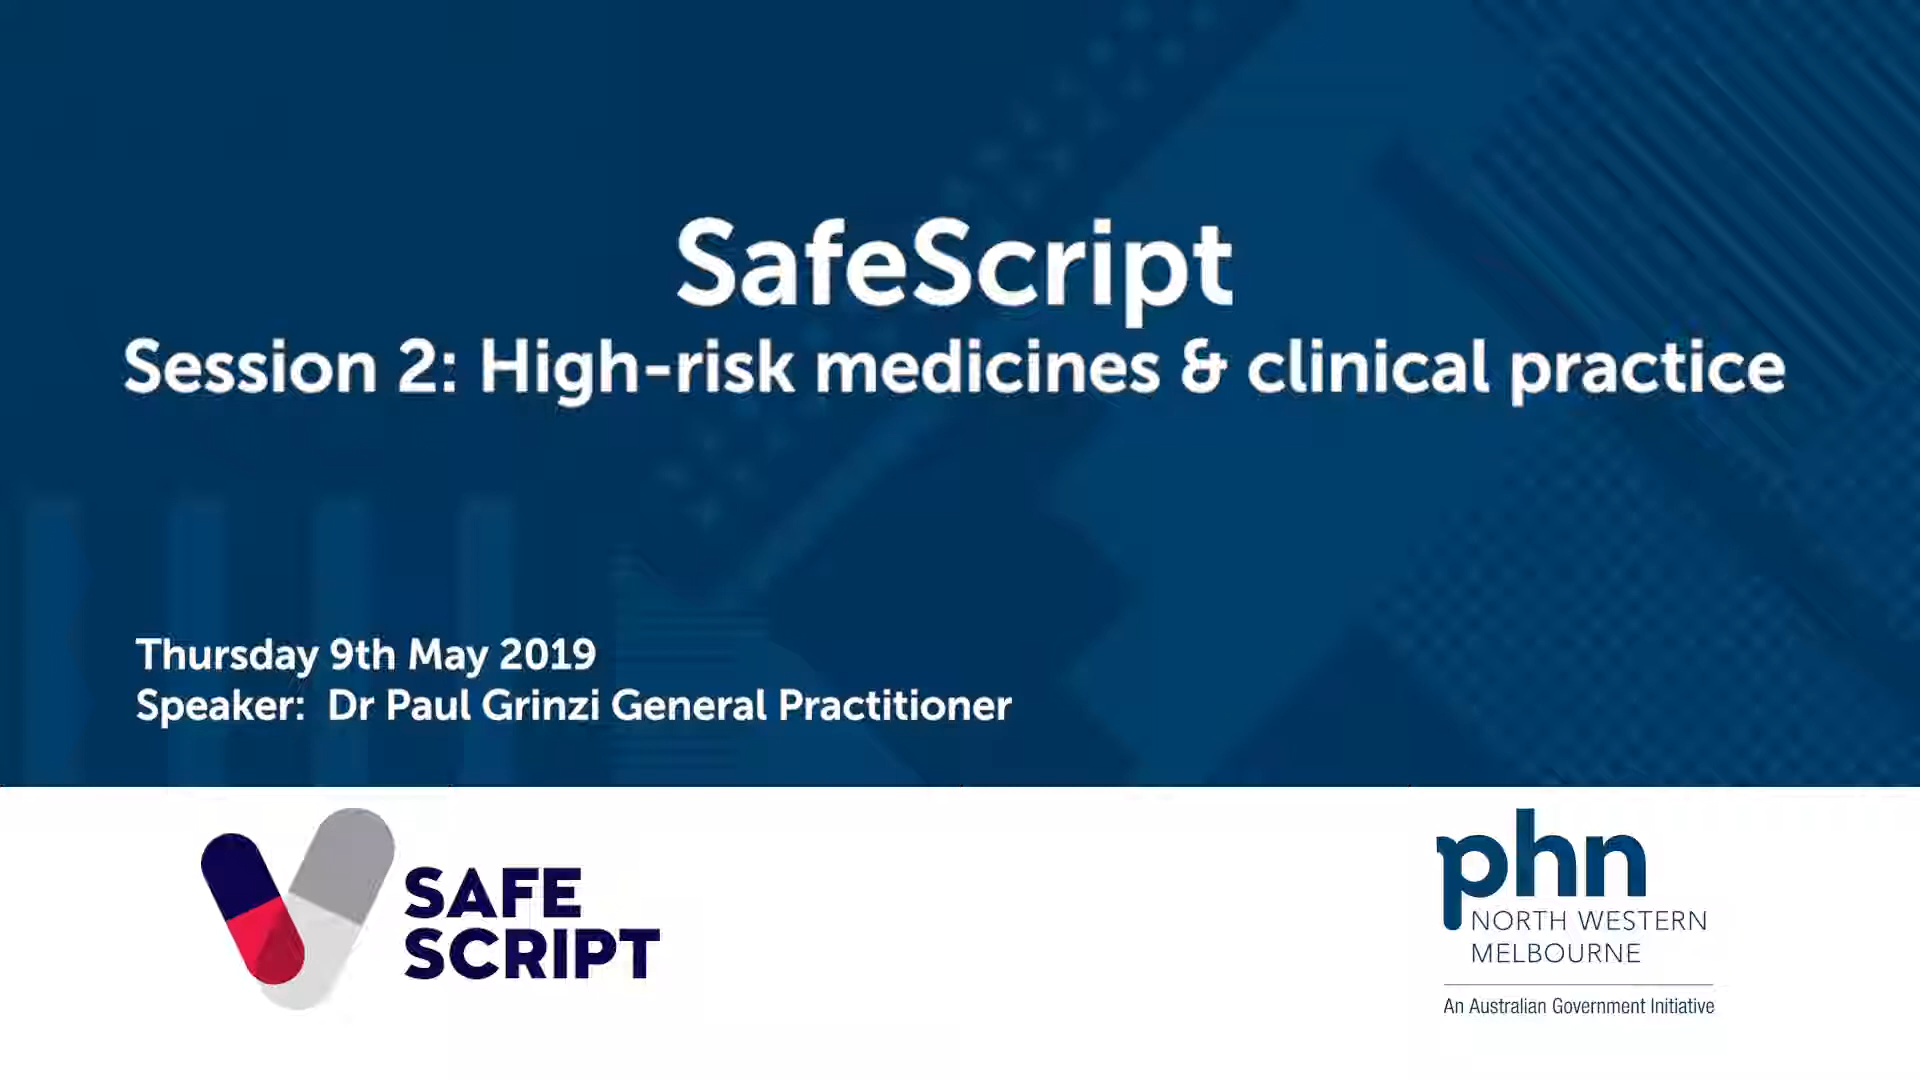 SafeScript
Session 2: High-risk medicines & clinical practice
Thursday 9th May 2019
Speaker: Dr Paul Grinzi General Practitioner
SAFE
SCRIPT
phn
NORTH WESTERN
MELBOURNE
An Australian Government Initiative